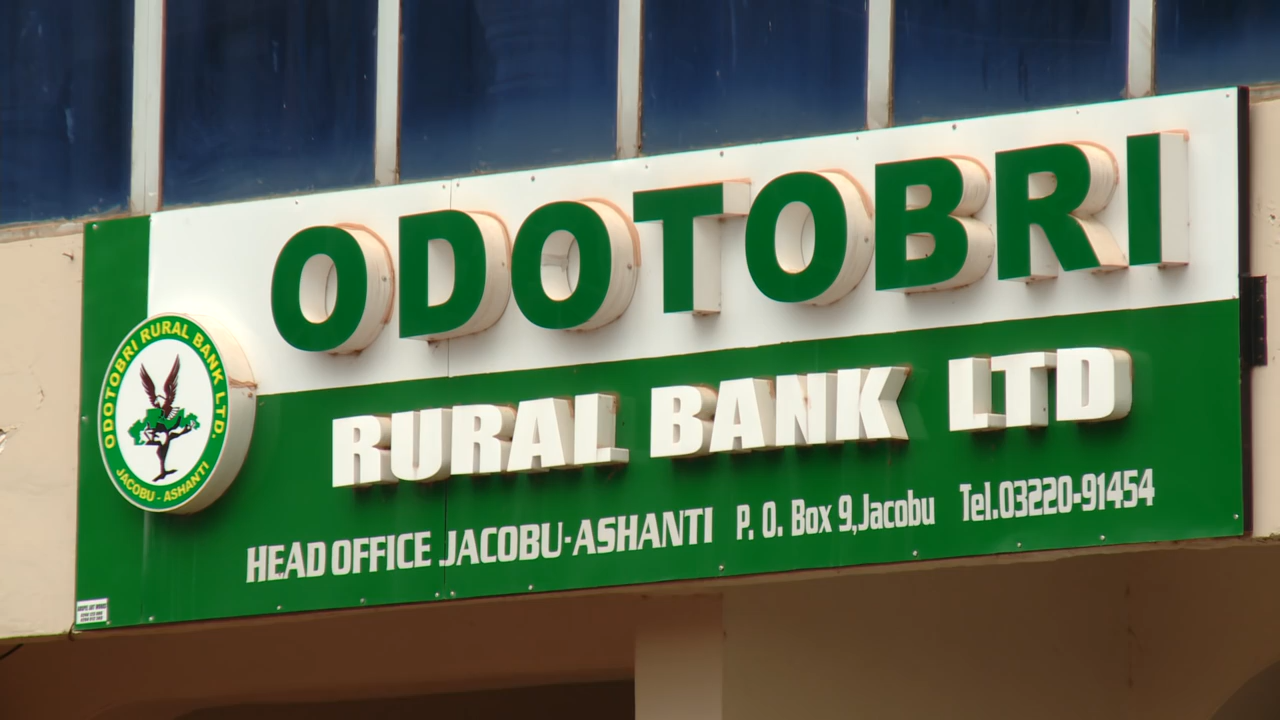 ODOTOBRI
RURAL BANK LTD
HEAD OFFICE JACOBU-ASHANTI P. O. Box 9,Jacobu Tel.03220-91454
ODOTOBRI RURAL BANK LTD.
JACOBU - ASHANTI